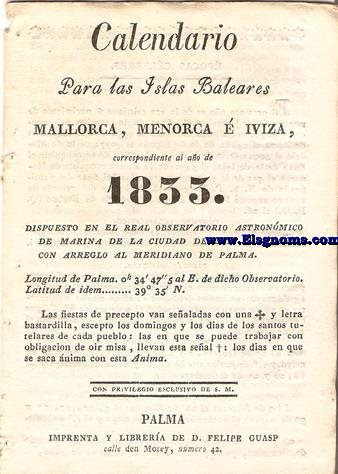 Calendario
Para las Islas Baleares
MALLORCA, MENORCA É IVIZA,
correspondiente al año de
1833.
DISPUESTO EN EL REAL OBSERVATORIO ASTRONÓMICO
DE MARINA DE LA CIUDAD DE
www.Elsgnoms.com
CON ARREGLO AL MERIDIANO DE PALMA.
Longitud de Palma. 0ʰ 34' 47"5 al E. de dicho Observatorio.
Latitud de idem......... 39° 35' N.
Las fiestas de precepto van señaladas con una ✣ y letra
bastardilla, escepto los domingos y los dias de los santos tu-
telares de cada pueblo: las en que se puede trabajar con
obligacion de oir misa, llevan esta señal †: los dias en que
se saca ánima con esta Anima.
CON PRIVILEGIO ESCLUSIVO DE S. M.
PALMA
IMPRENTA Y LIBRERÍA DE D. FELIPE GUASP
calle den Morey, número 42.